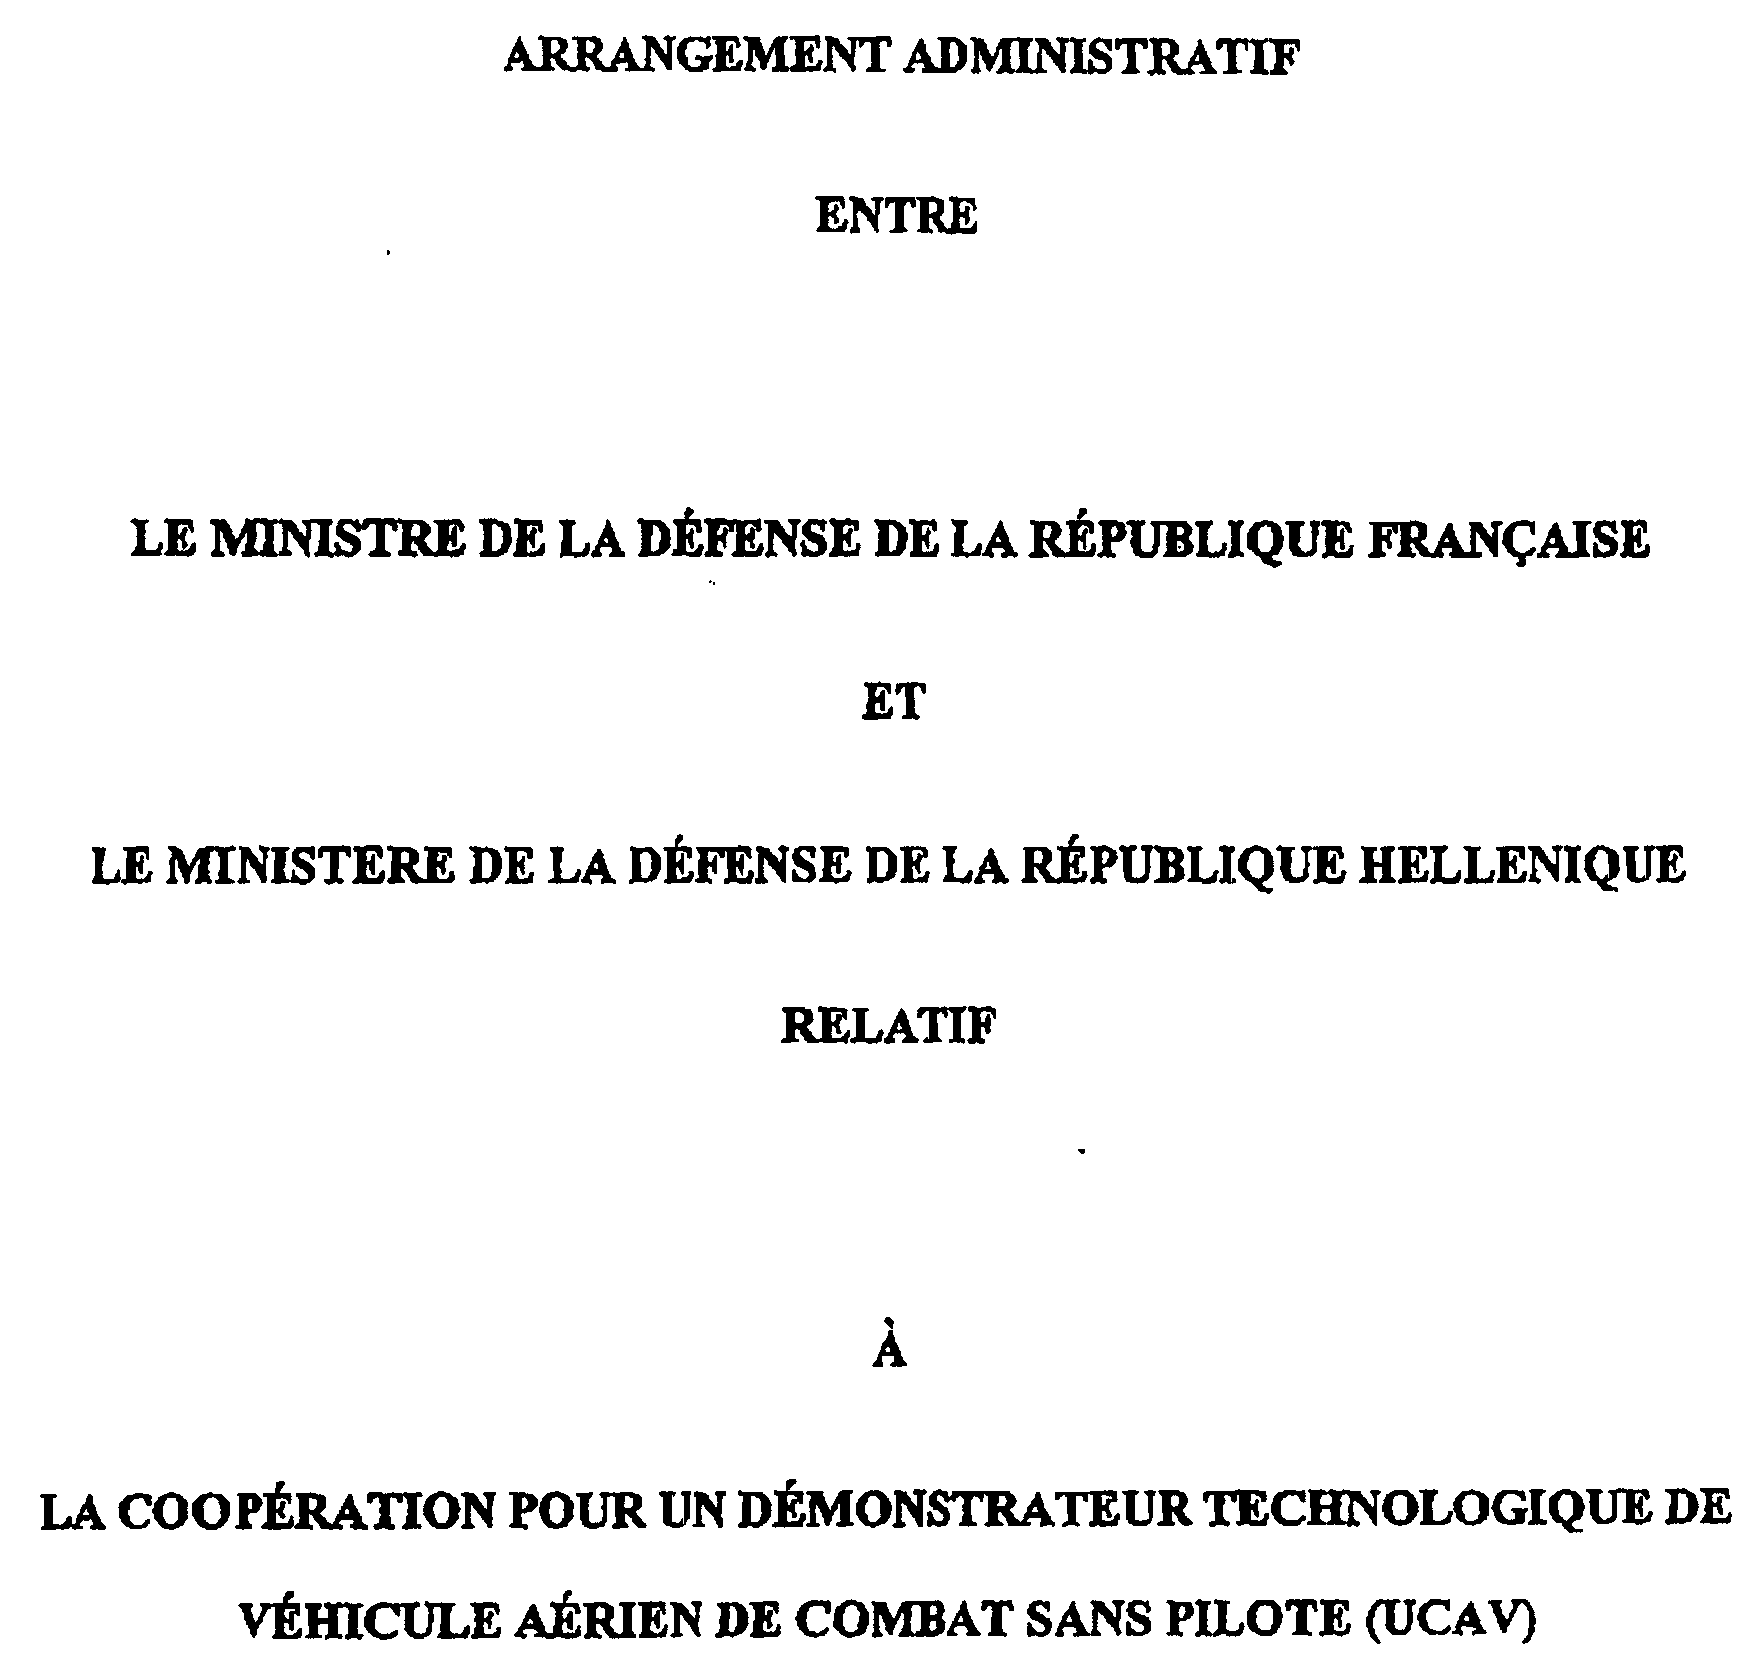 ARRANGEMENT ADMINISTRATIF
ENTRE
LE MINISTRE DE LA DÉFENSE DE LA RÉPUBLIQUE FRANÇAISE
ET
LE MINISTERE DE LA DÉFENSE DE LA RÉPUBLIQUE HELLENIQUE
RELATIF
À
LA COOPÉRATION POUR UN DÉMONSTRATEUR TECHNOLOGIQUE DE
VÉHICULE AÉRIEN DE COMBAT SANS PILOTE (UCAV)